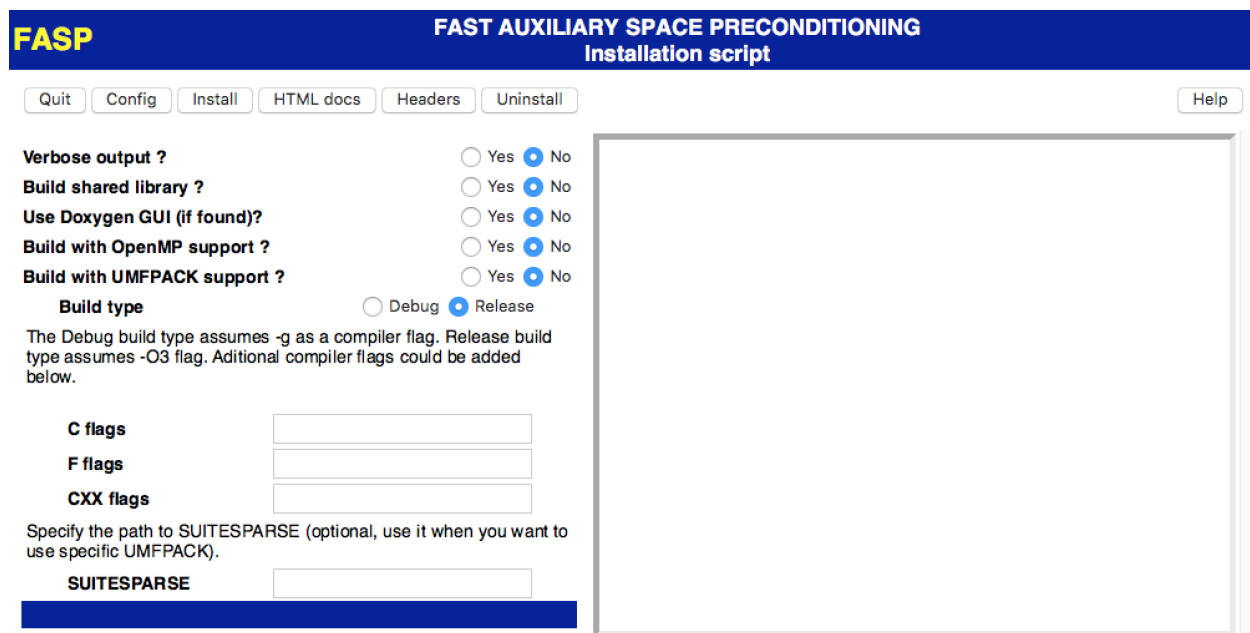 FASP
FAST AUXILIARY SPACE PRECONDITIONING
Installation script
Quit Config Install HTML docs Headers Uninstall Help
Verbose output ? Yes No
Build shared library ? Yes No
Use Doxygen GUI (if found)? Yes No
Build with OpenMP support ? Yes No
Build with UMFPACK support ? Yes No
Build type Debug Release
The Debug build type assumes -g as a compiler flag. Release build
type assumes -O3 flag. Aditional compiler flags could be added
below.
C flags
F flags
CXX flags
Specify the path to SUITESPARSE (optional, use it when you want to
use specific UMFPACK).
SUITESPARSE